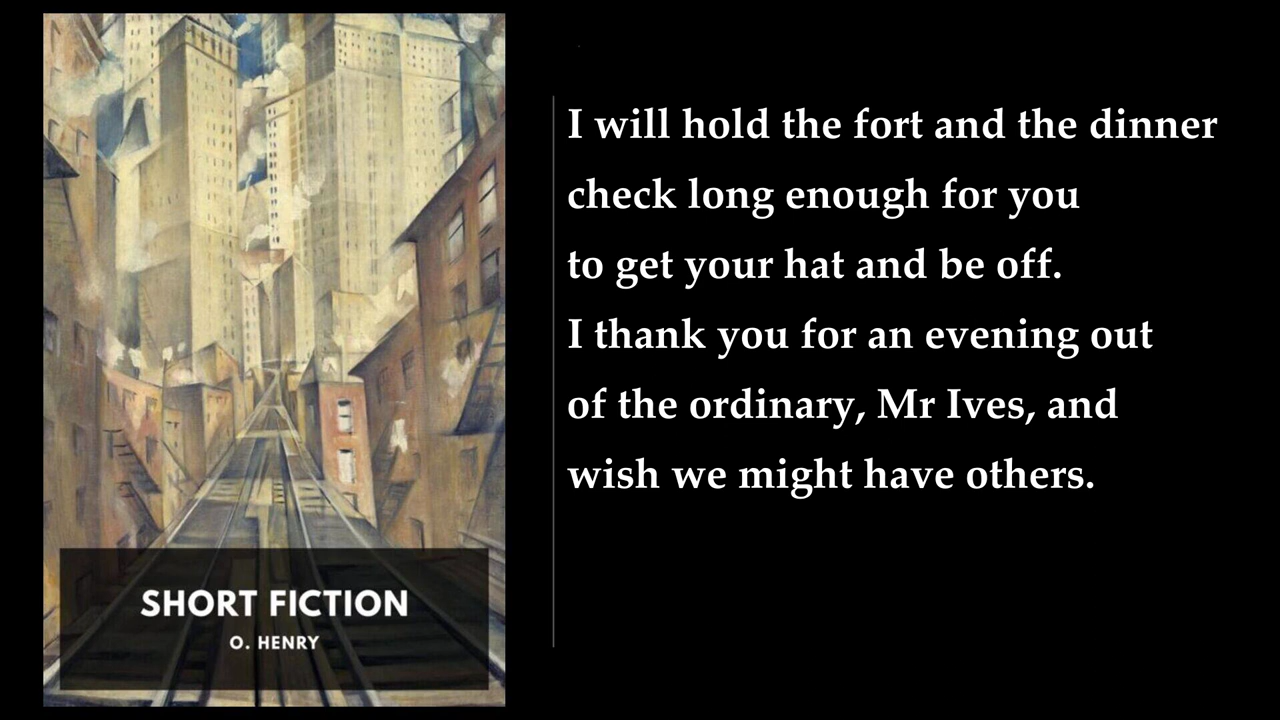 I will hold the fort and the dinner
check long enough for you
to get your hat and be off.
I thank you for an evening out
of the ordinary, Mr Ives, and
wish we might have others.
SHORT FICTION
O. HENRY